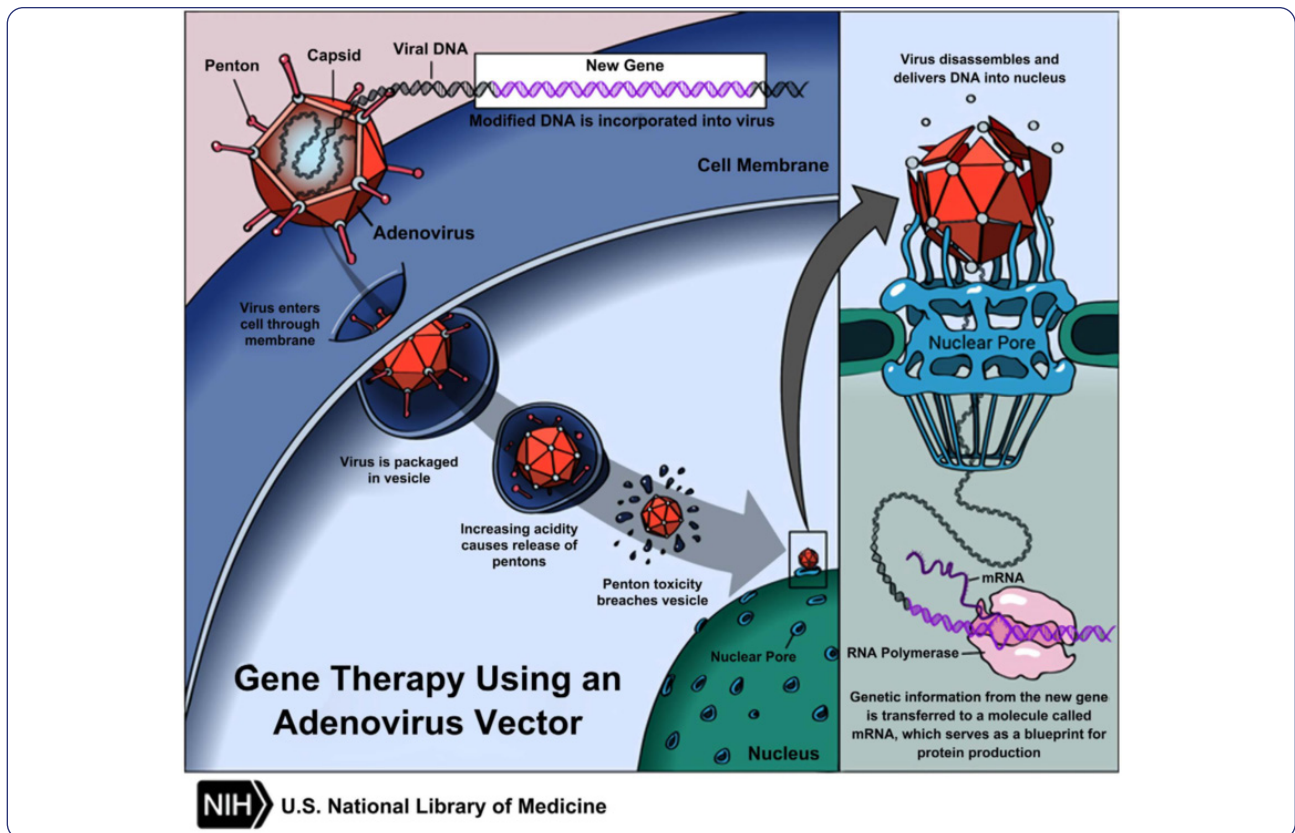 Penton
Capsid
Viral DNA
New Gene
Modified DNA is incorporated into virus
Cell Membrane
Adenovirus
Virus enters
cell through
membrane
Virus is packaged
in vesicle
Increasing acidity
causes release of
pentons
Penton toxicity
breaches vesicle
Nuclear Pore
Nucleus
Gene Therapy Using an
Adenovirus Vector
Virus disassembles and
delivers DNA into nucleus
Nuclear Pore
mRNA
RNA Polymerase
Genetic information from the new gene
is transferred to a molecule called
mRNA, which serves as a blueprint for
protein production
NIH U.S. National Library of Medicine